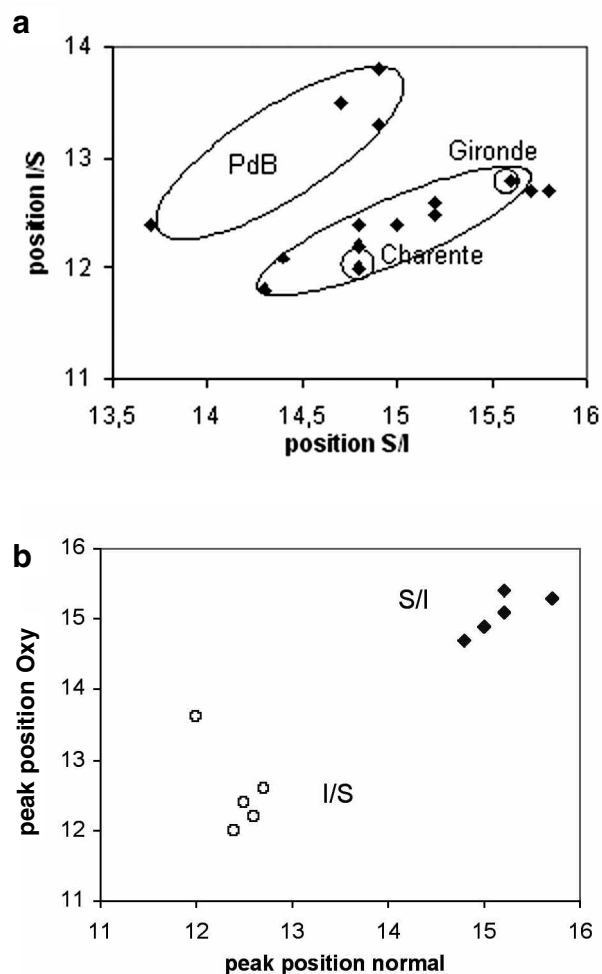 a
14
13
12
11
position I/S
PdB
Gironde
Charente
13,5 14 14,5 15 15,5 16
position S/I
b
16
15
14
13
12
11
peak position Oxy
S/I
I/S
11 12 13 14 15 16
peak position normal